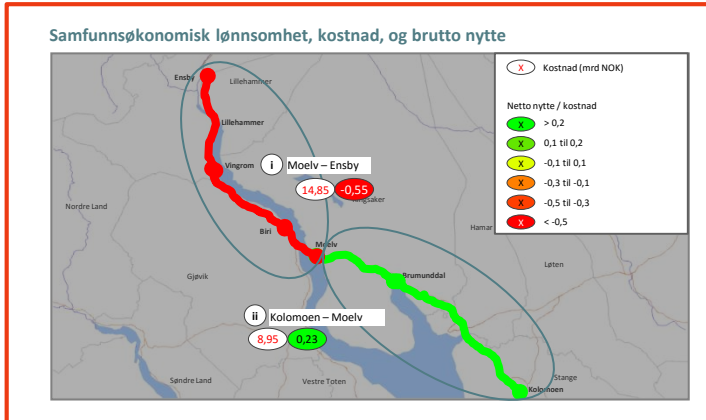 Samfunnsøkonomisk lønnsomhet, kostnad, og brutto nytte
X Kostnad (mrd NOK)
Netto nytte / kostnad
X > 0,2
X 0,1 til 0,2
X -0,1 til 0,1
X -0,3 til -0,1
X -0,5 til -0,3
X < -0,5
Ensby
Lillehammer
Lillehammer
Vingrom
i Moelv – Ensby
14,85 -0,55
Nordre Land
Hamar
Biri
Moelv
Løten
Gjøvik
Brumunddal
ii Kolomoen – Moelv
8,95 0,23
Søndre Land
Vestre Toten
Stange
Kolomoen